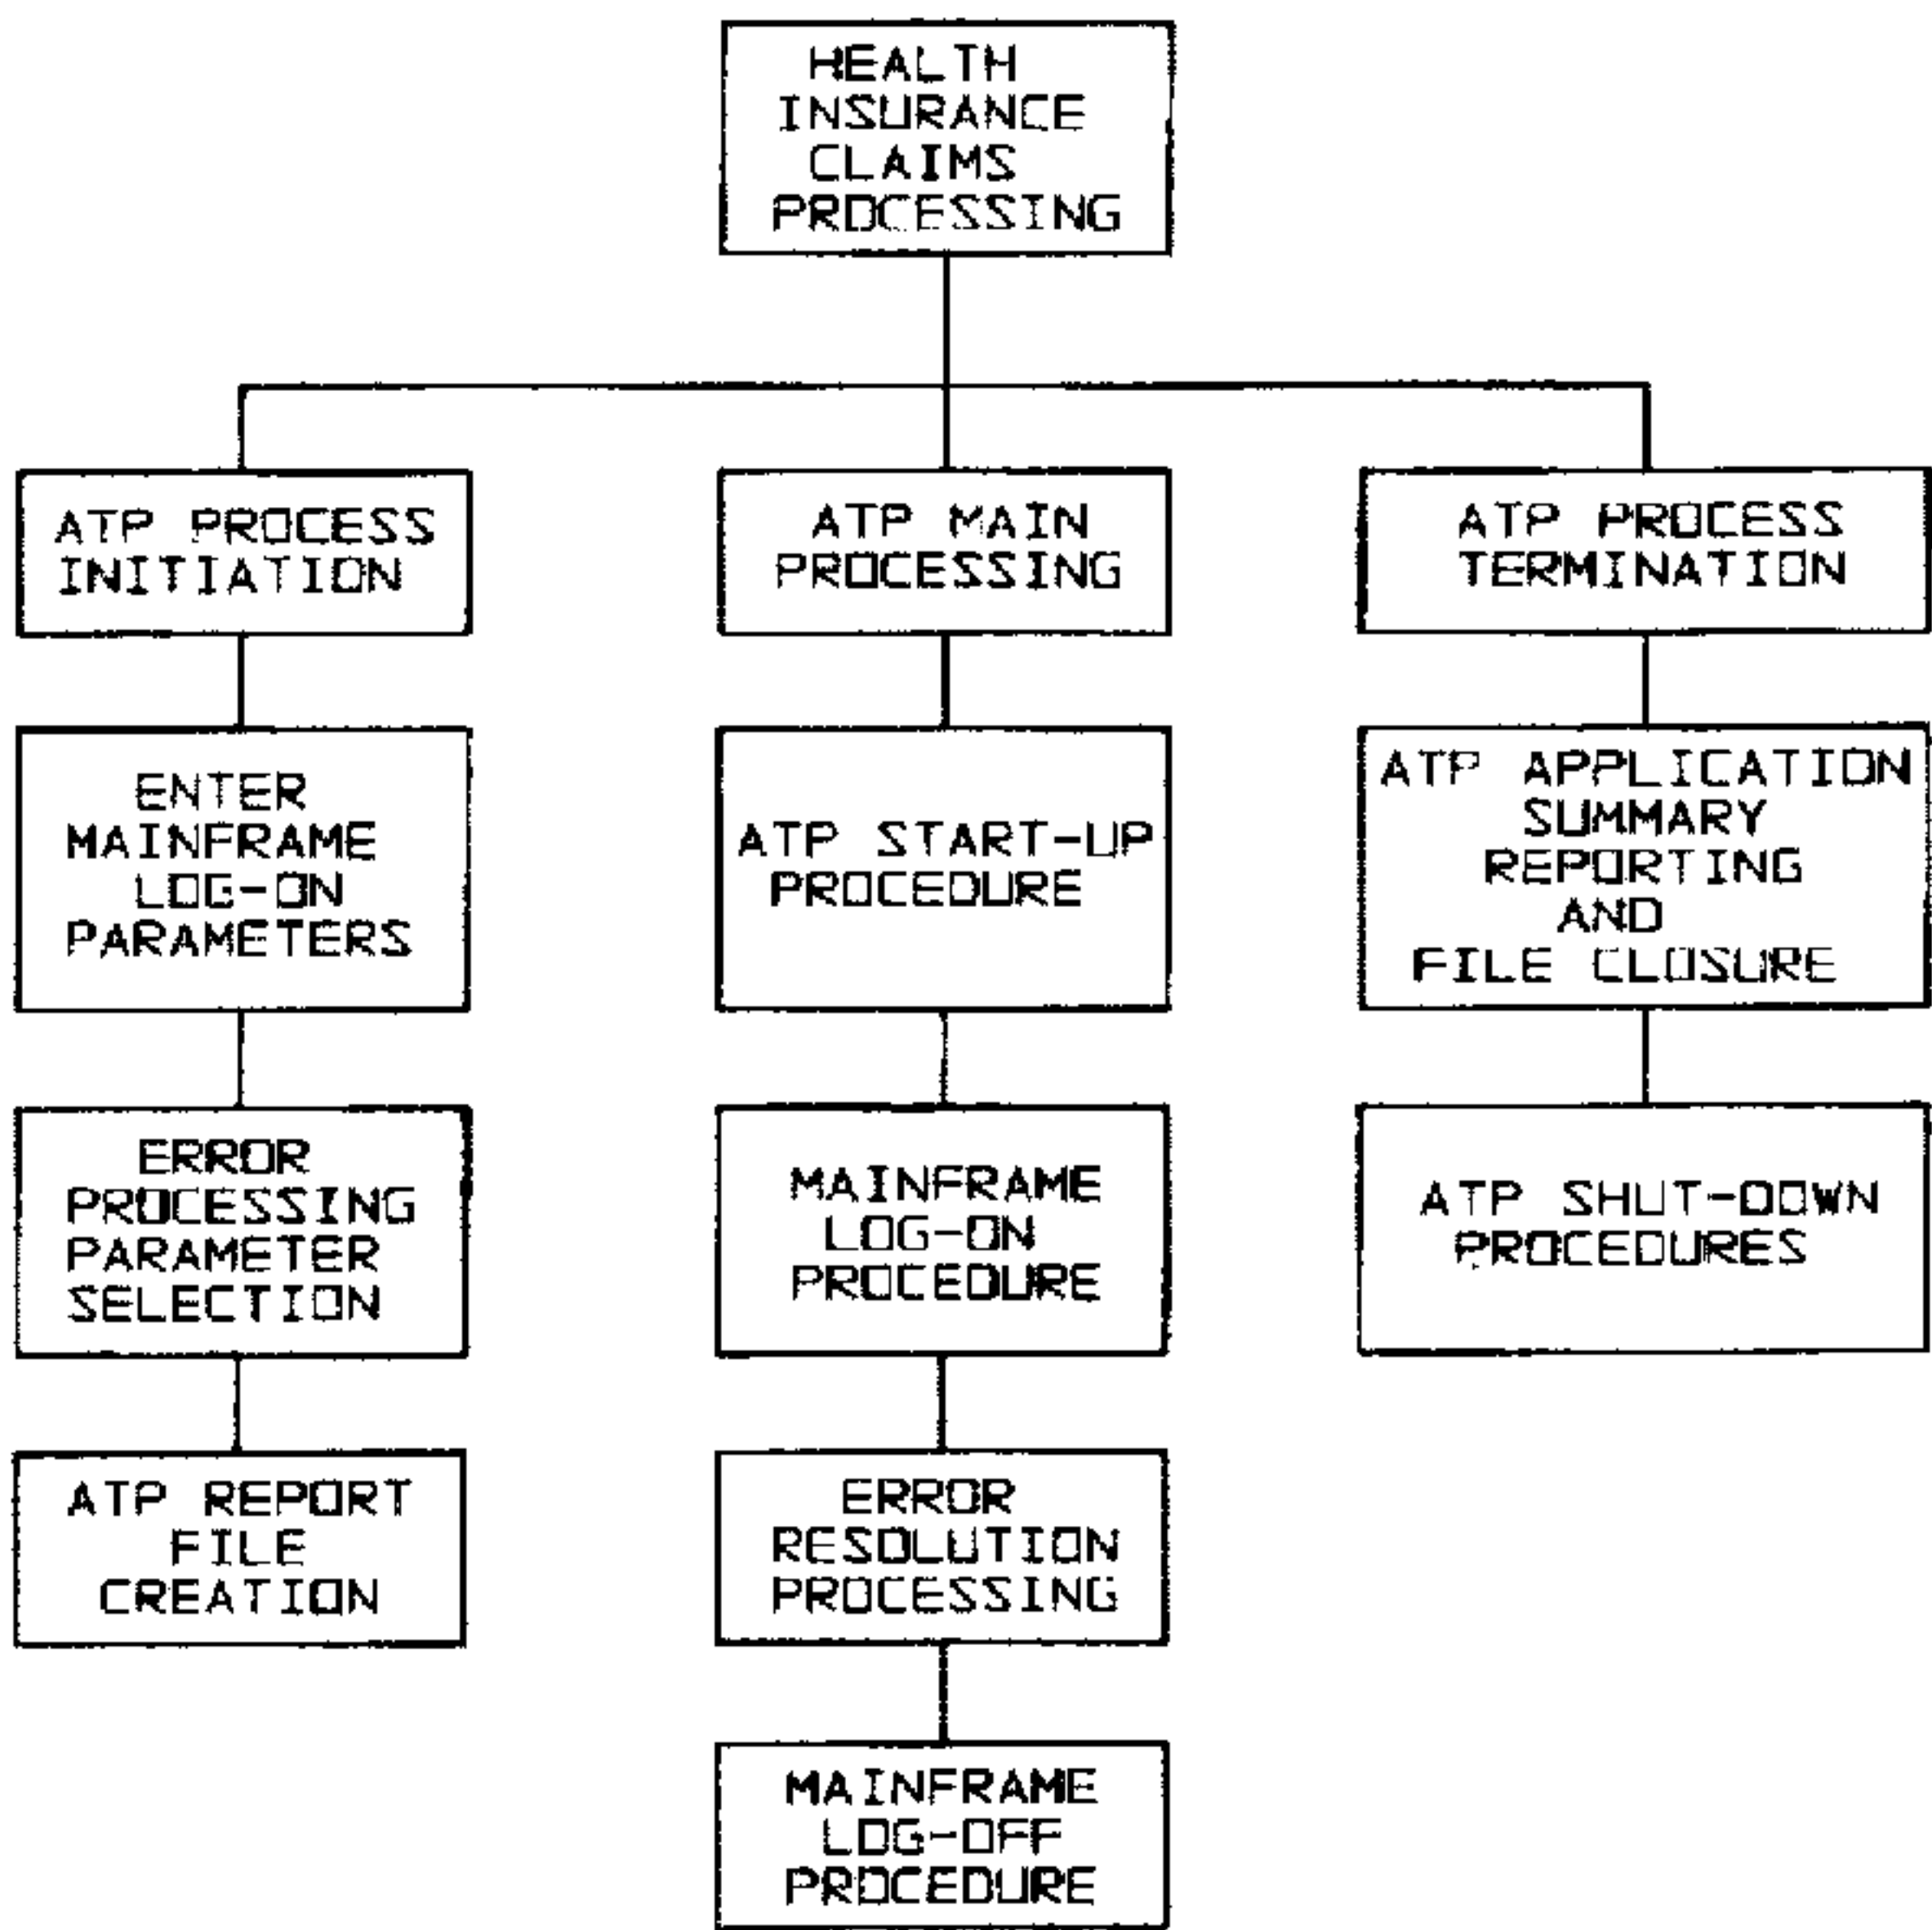 HEALTH
INSURANCE
CLAIMS
PROCESSING
ATP PROCESS
INITIATION
ATP MAIN
PROCESSING
ATP PROCESS
TERMINATION
ENTER
MAINFRAME
LOG-ON
PARAMETERS
ATP START-UP
PROCEDURE
ATP APPLICATION
SUMMARY
REPORTING
AND
FILE CLOSURE
ERROR
PROCESSING
PARAMETER
SELECTION
MAINFRAME
LOG-ON
PROCEDURE
ATP SHUT-DOWN
PROCEDURES
ATP REPORT
FILE
CREATION
ERROR
RESOLUTION
PROCESSING
MAINFRAME
LOG-OFF
PROCEDURE